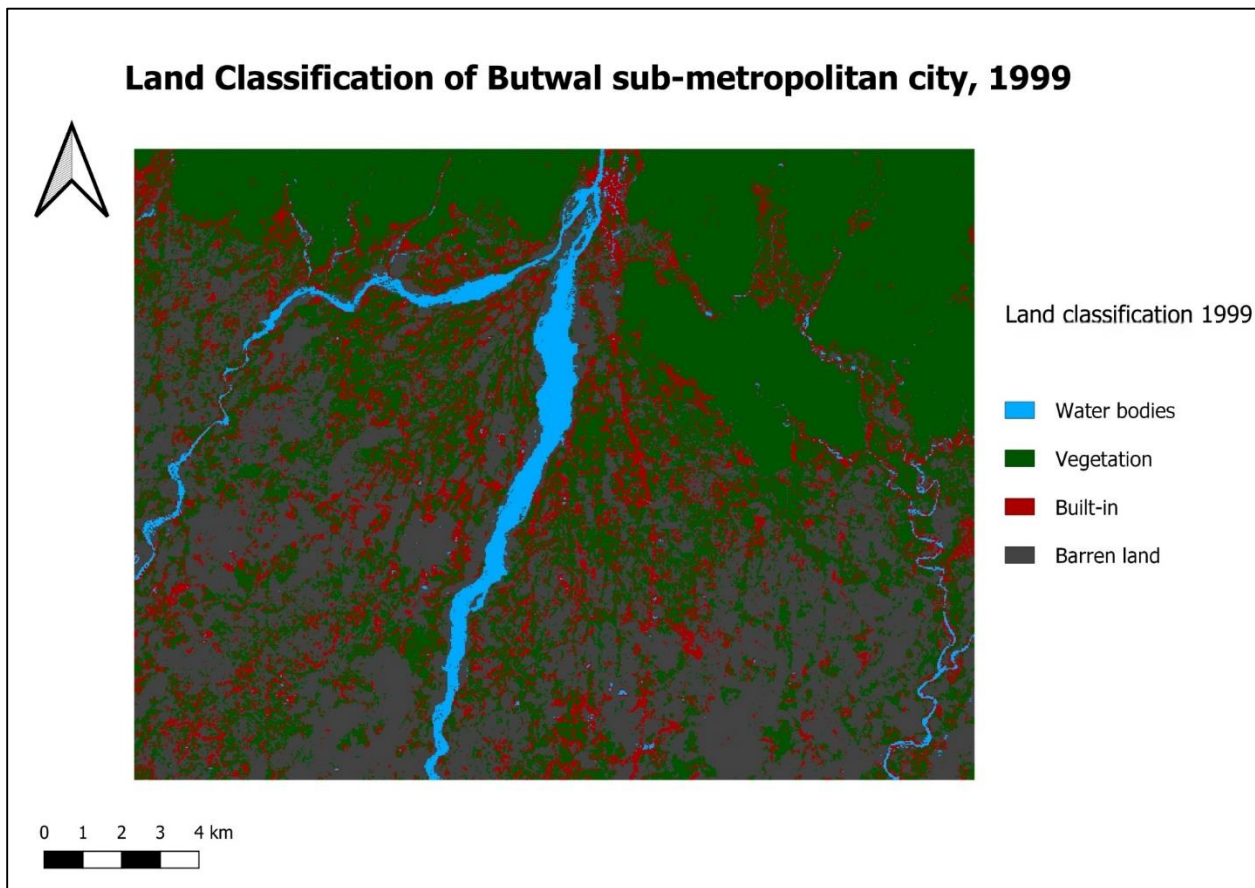 Land Classification of Butwal sub-metropolitan city, 1999
Land classification 1999
Water bodies
Vegetation
Built-in
Barren land
0 1 2 3 4 km